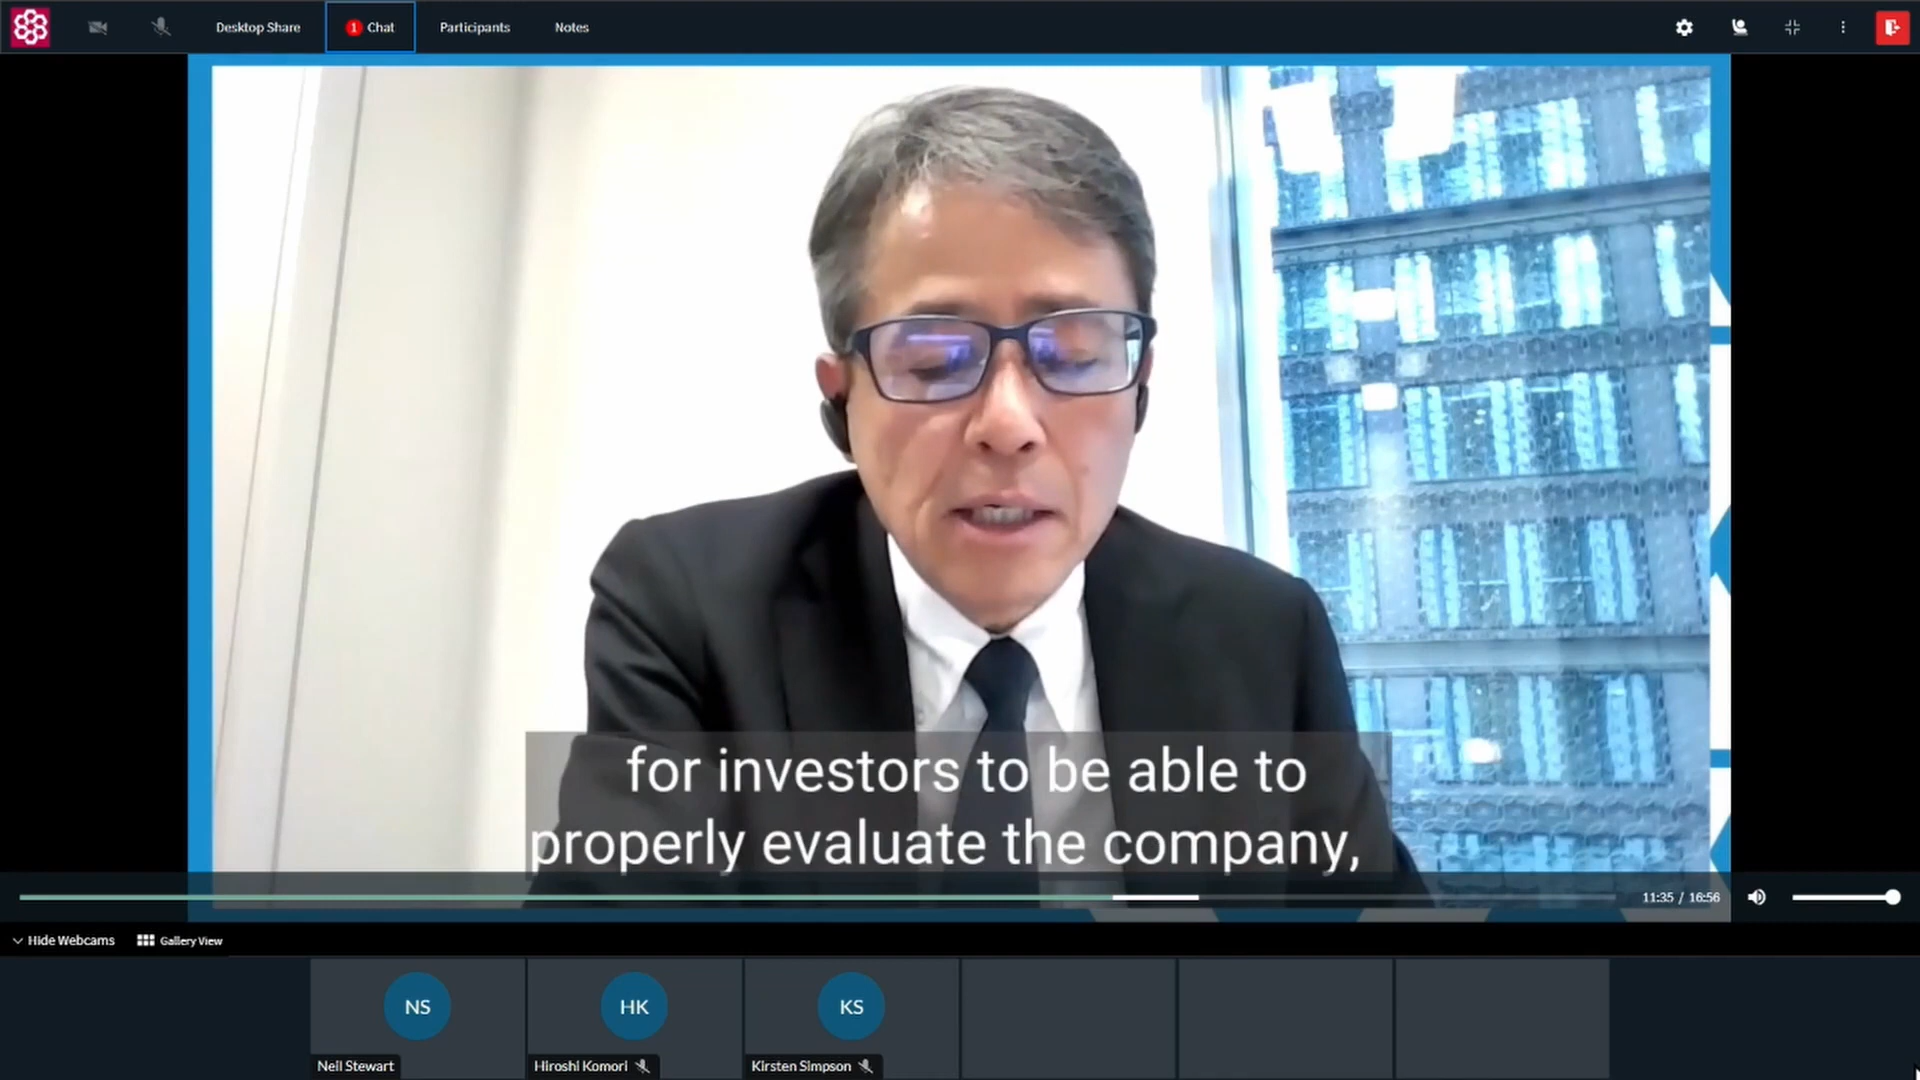 Desktop Share
1 Chat
Participants
Notes
for investors to be able to
properly evaluate the company,
11:35 / 16:56
Hide Webcams
Gallery View
NS
HK
KS
Neil Stewart
Hiroshi Komori
Kirsten Simpson